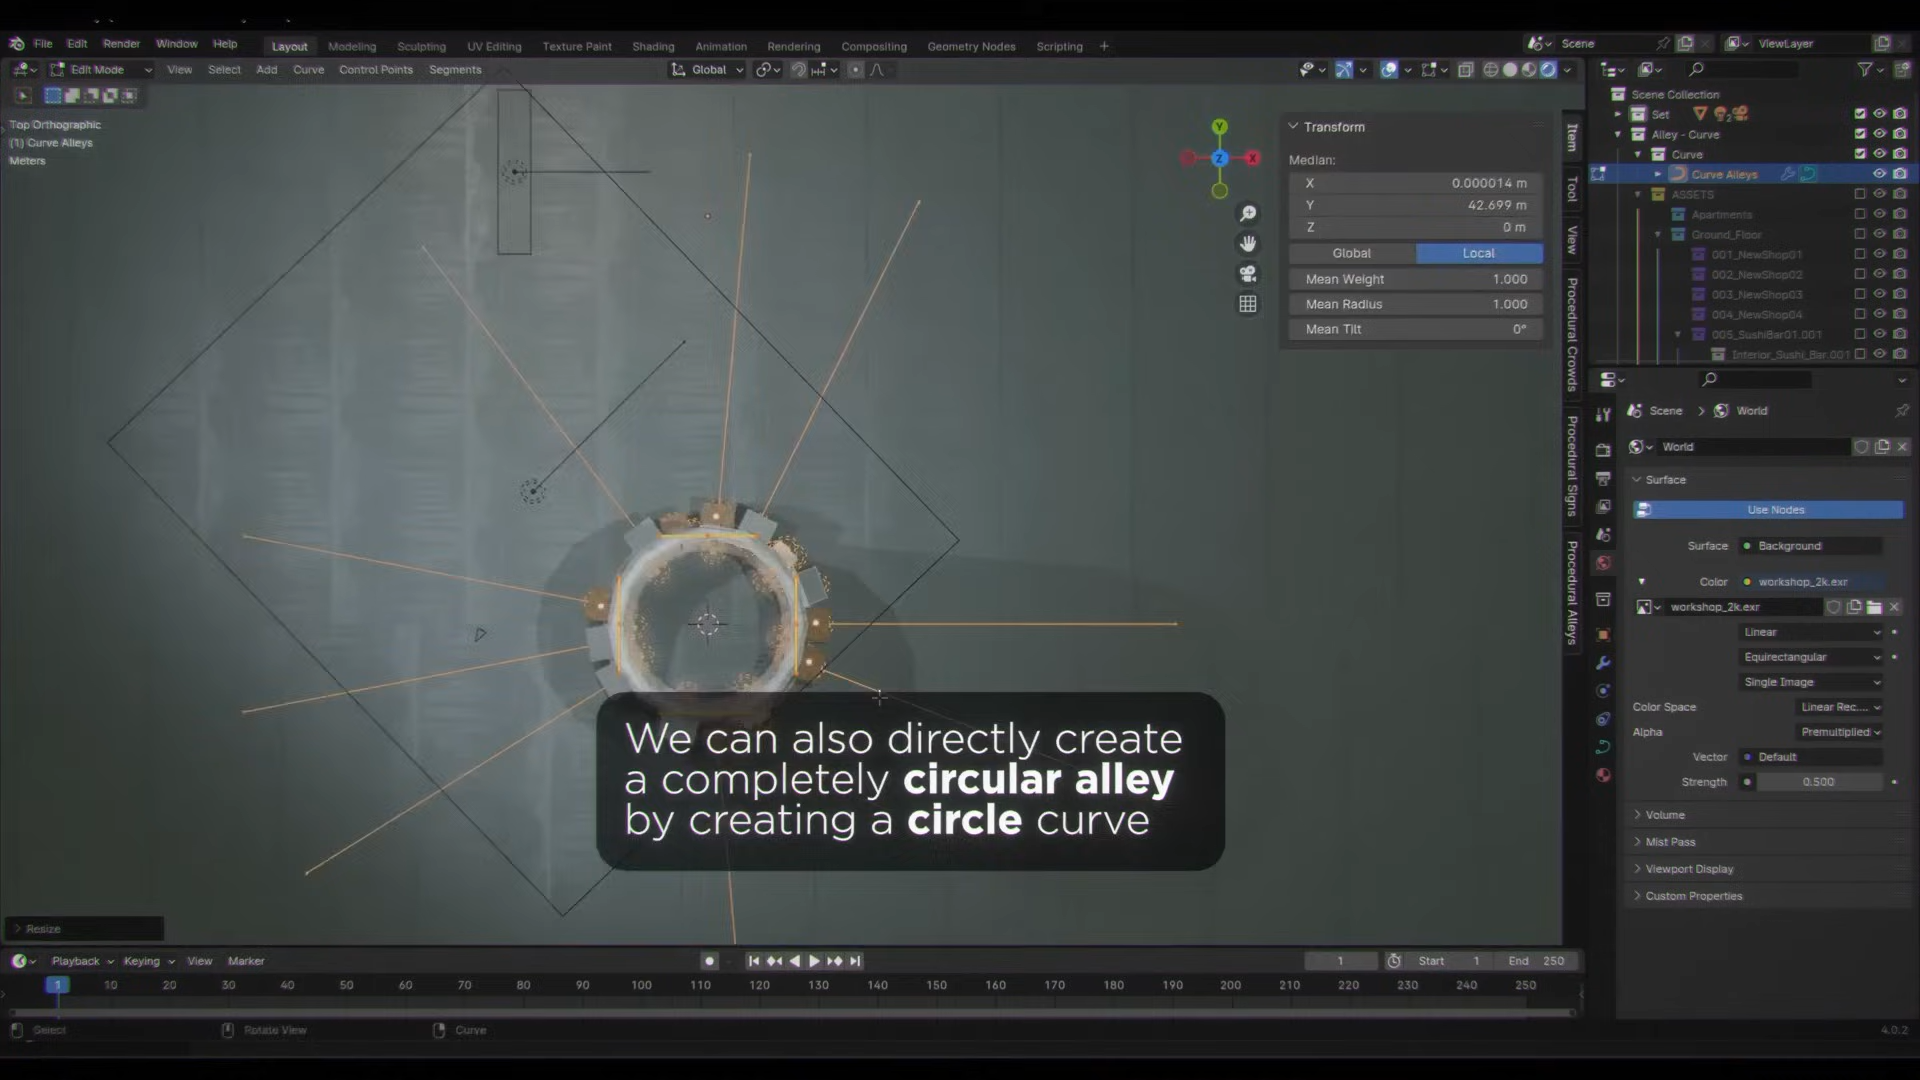 File Edit Render Window Help Layout Modeling Sculpting UV Editing Texture Paint Shading Animation Rendering Compositing Geometry Nodes Scripting + Scene ViewLayer
Edit Mode View Select Add Curve Control Points Segments Global
Top Orthographic
(1) Curve Alleys
Meters
Transform
Median:
X 0.000014 m
Y 42.699 m
Z 0 m
Global Local
Mean Weight 1.000
Mean Radius 1.000
Mean Tilt 0°
Y
Z
X
Item
Tool
View
Procedural Crowds
Procedural Signs
Procedural Alleys
Scene Collection
Set 2
Alley - Curve
Curve
Curve Alleys
ASSETS
Apartments
Ground_Floor
001_NewShop01
002_NewShop02
003_NewShop03
004_NewShop04
005_SushiBar01.001
Interior_Sushi_Bar.001
Scene > World
World
Surface
Use Nodes
Surface Background
Color workshop_2k.exr
workshop_2k.exr
Linear
Equirectangular
Single Image
Color Space Linear Rec....
Alpha Premultiplied
Vector Default
Strength 0.500
Volume
Mist Pass
Viewport Display
Custom Properties
We can also directly create
a completely circular alley
by creating a circle curve
Resize
Playback Keying View Marker 1 Start 1 End 250
1 10 20 30 40 50 60 70 80 90 100 110 120 130 140 150 160 170 180 190 200 210 220 230 240 250
Select Rotate View Curve 4.0.2